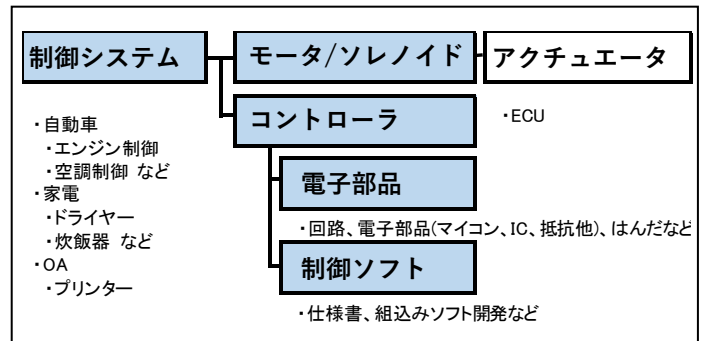 制御システム
モータ/ソレノイド
アクチュエータ
コントローラ
・ECU
・自動車
・エンジン制御
・空調制御 など
・家電
・ドライヤー
・炊飯器 など
・OA
・プリンター
電子部品
・回路、電子部品(マイコン、IC、抵抗他)、はんだなど
制御ソフト
・仕様書、組込みソフト開発など